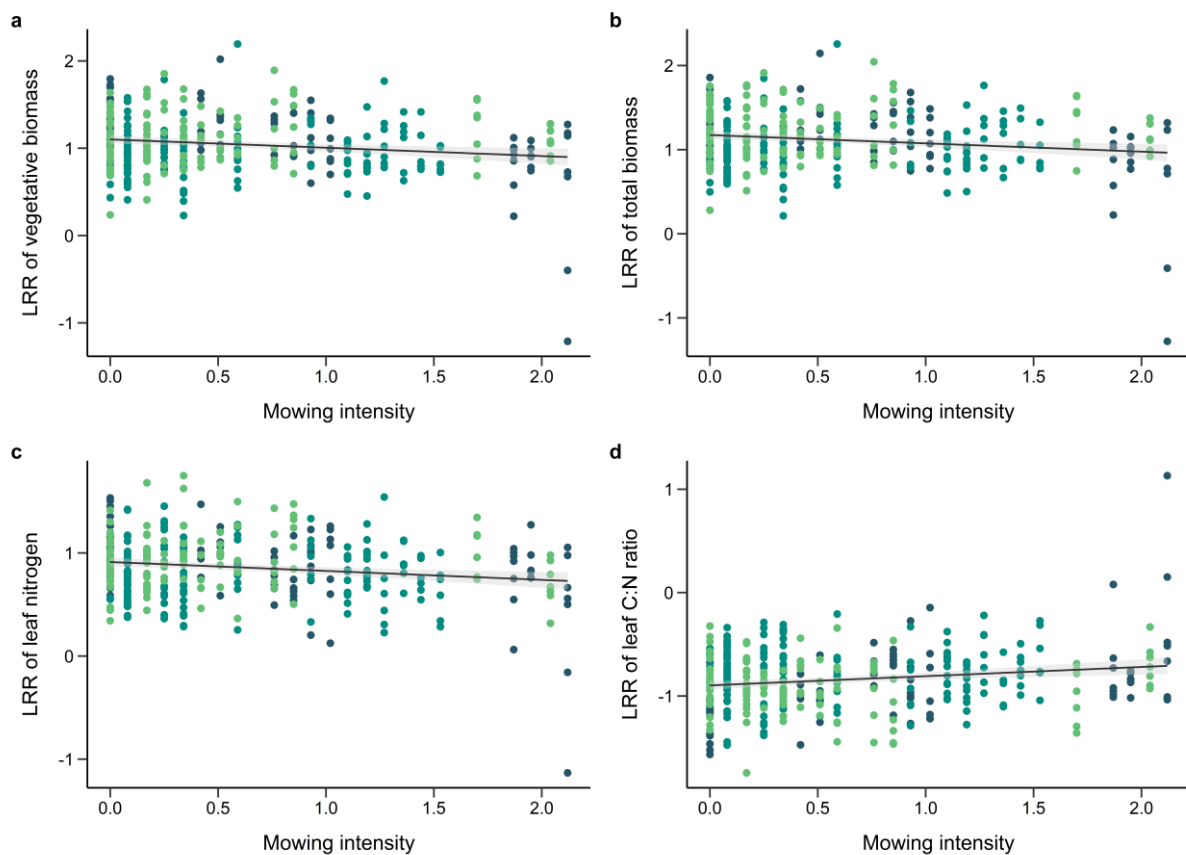 a
b
LRR of vegetative biomass
2
1
0
-1
0.0 0.5 1.0 1.5 2.0
Mowing intensity
LRR of total biomass
2
1
0
-1
0.0 0.5 1.0 1.5 2.0
Mowing intensity
c
d
LRR of leaf nitrogen
1
0
-1
0.0 0.5 1.0 1.5 2.0
Mowing intensity
LRR of leaf C:N ratio
1
0
-1
0.0 0.5 1.0 1.5 2.0
Mowing intensity